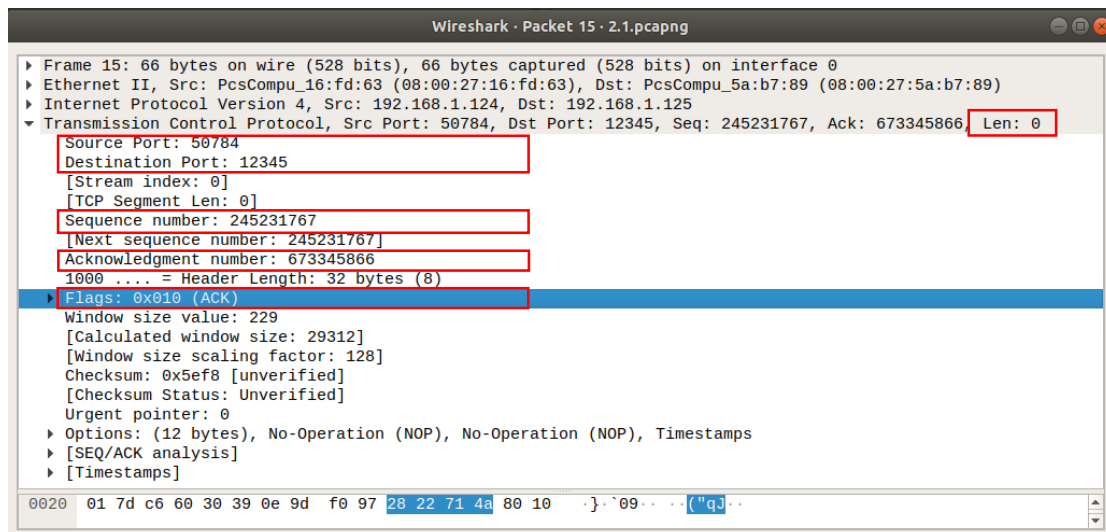 Wireshark · Packet 15 · 2.1.pcapng
Frame 15: 66 bytes on wire (528 bits), 66 bytes captured (528 bits) on interface 0
Ethernet II, Src: PcsCompu_16:fd:63 (08:00:27:16:fd:63), Dst: PcsCompu_5a:b7:89 (08:00:27:5a:b7:89)
Internet Protocol Version 4, Src: 192.168.1.124, Dst: 192.168.1.125
Transmission Control Protocol, Src Port: 50784, Dst Port: 12345, Seq: 245231767, Ack: 673345866, Len: 0
Source Port: 50784
Destination Port: 12345
[Stream index: 0]
[TCP Segment Len: 0]
Sequence number: 245231767
[Next sequence number: 245231767]
Acknowledgment number: 673345866
1000 .... = Header Length: 32 bytes (8)
Flags: 0x010 (ACK)
Window size value: 229
[Calculated window size: 29312]
[Window size scaling factor: 128]
Checksum: 0x5ef8 [unverified]
[Checksum Status: Unverified]
Urgent pointer: 0
Options: (12 bytes), No-Operation (NOP), No-Operation (NOP), Timestamps
[SEQ/ACK analysis]
[Timestamps]
0020 01 7d c6 60 30 39 0e 9d f0 97 28 22 71 4a 80 10 ·}·`09·· ··("qJ··